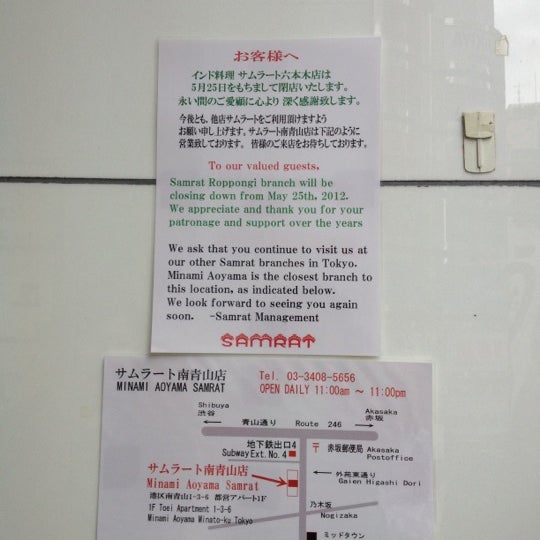 お客様へ
インド料理 サムラート六本木店は
5月25日をもちまして閉店いたします。
永い間のご愛顧に心より 深く感謝致します。
今後とも、他店サムラートをご利用頂けますよう
お願い申し上げます。サムラート南青山店は下記のように
営業致しております。 皆様のご来店をお待ちしております。
To our valued guests.
Samrat Roppongi branch will be
closing down from May 25th, 2012.
We appreciate and thank you for your
patronage and support over the years
We ask that you continue to visit us at
our other Samrat branches in Tokyo.
Minami Aoyama is the closest branch to
this location, as indicated below.
We look forward to seeing you again
soon. -Samrat Management
SAMRAT
サムラート南青山店
MINAMI AOYAMA SAMRAT
Tel. 03-3408-5656
OPEN DAILY 11:00am ～ 11:00pm
Shibuya
渋谷
青山通り Route 246
Akasaka
赤坂
地下鉄出口4
Subway Ext. No. 4
〒 赤坂郵便局 Akasaka
Postoffice
サムラート南青山店
Minami Aoyama Samrat
港区南青山1-3-6 都営アパート1F
1F Toei Apartment 1-3-6
Minami Aoyama Minato-ku Tokyo
外苑東通り
Gaien Higashi Dori
乃木坂
Nogizaka
ミッドタウン